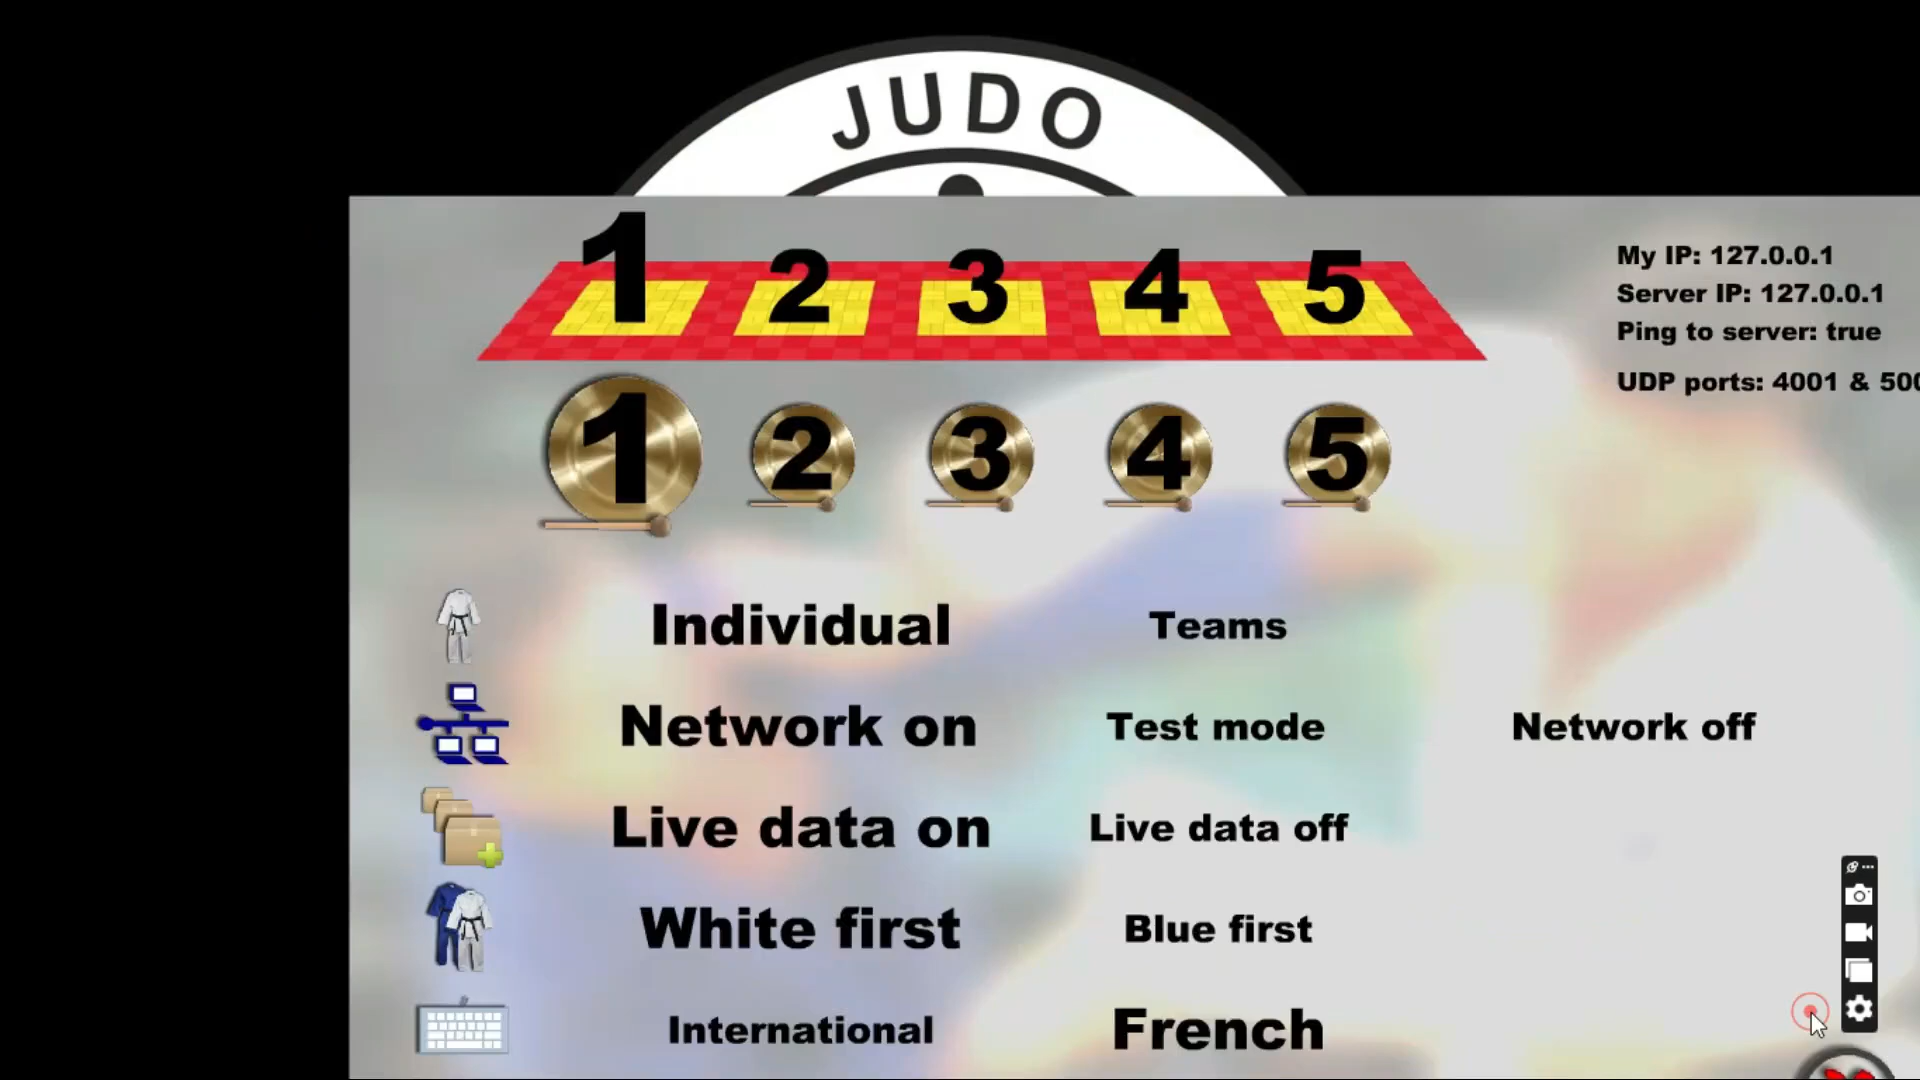 JUDO
1 2 3 4 5
My IP: 127.0.0.1
Server IP: 127.0.0.1
Ping to server: true
UDP ports: 4001 & 500
1 2 3 4 5
Individual Teams
Network on Test mode Network off
Live data on Live data off
White first Blue first
International French